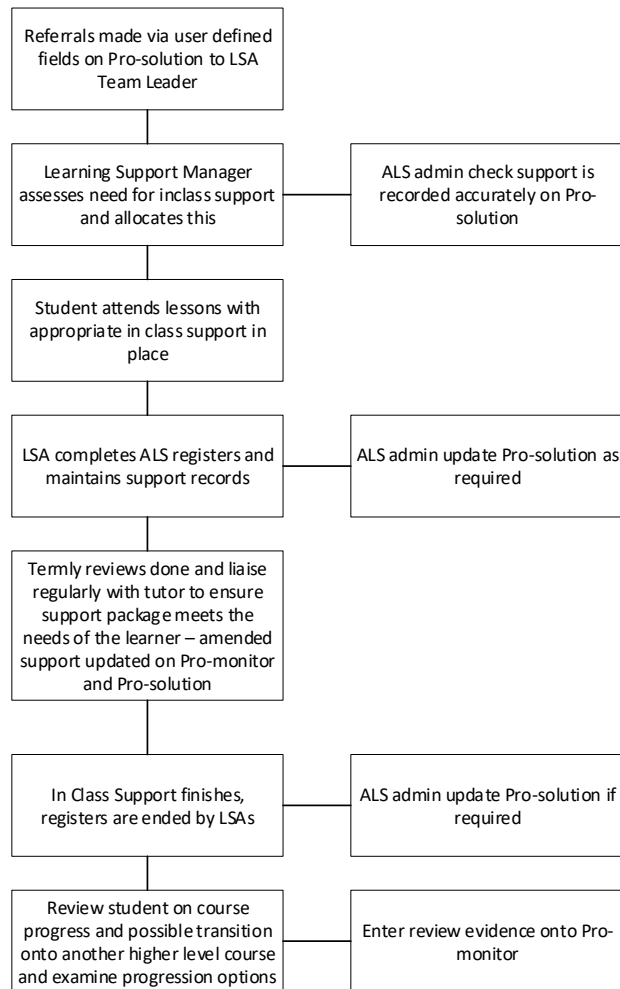 Referrals made via user defined
fields on Pro-solution to LSA
Team Leader
Learning Support Manager
assesses need for inclass support
and allocates this
ALS admin check support is
recorded accurately on Pro-
solution
Student attends lessons with
appropriate in class support in
place
LSA completes ALS registers and
maintains support records
ALS admin update Pro-solution as
required
Termly reviews done and liaise
regularly with tutor to ensure
support package meets the
needs of the learner – amended
support updated on Pro-monitor
and Pro-solution
In Class Support finishes,
registers are ended by LSAs
ALS admin update Pro-solution if
required
Review student on course
progress and possible transition
onto another higher level course
and examine progression options
Enter review evidence onto Pro-
monitor